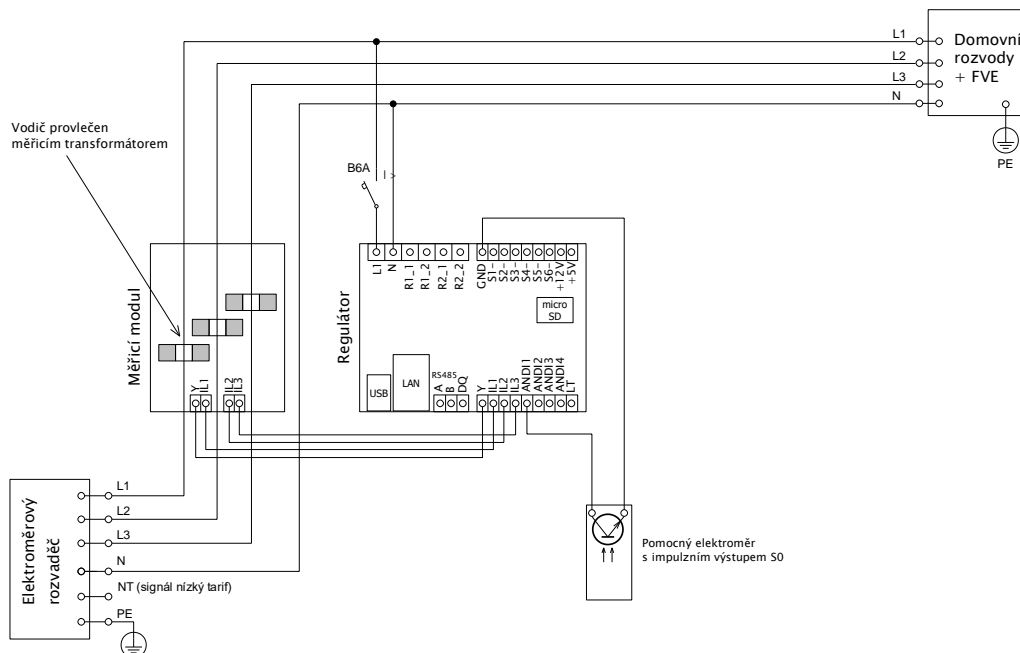 L1
L2
L3
N
Domovní
rozvody
+ FVE
PE
Vodič provlečen
měřicím transformátorem
B6A
I >
Měřicí modul
Y
IL1
IL2
IL3
Regulátor
L1
N
R1_1
R1_2
R2_1
R2_2
GND
S1-
S2-
S3-
S4-
S5-
S6-
+12V
+5V
micro
SD
USB
LAN
RS485
A
B
DQ
Y
IL1
IL2
IL3
ANDI1
ANDI2
ANDI3
ANDI4
LT
Elektroměrový
rozvaděč
L1
L2
L3
N
NT (signál nízký tarif)
PE
Pomocný elektroměr
s impulzním výstupem S0